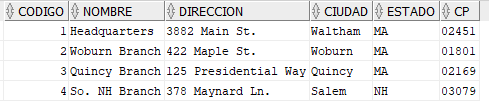 CODIGO NOMBRE DIRECCION CIUDAD ESTADO CP
1 Headquarters 3882 Main St. Waltham MA 02451
2 Woburn Branch 422 Maple St. Woburn MA 01801
3 Quincy Branch 125 Presidential Way Quincy MA 02169
4 So. NH Branch 378 Maynard Ln. Salem NH 03079